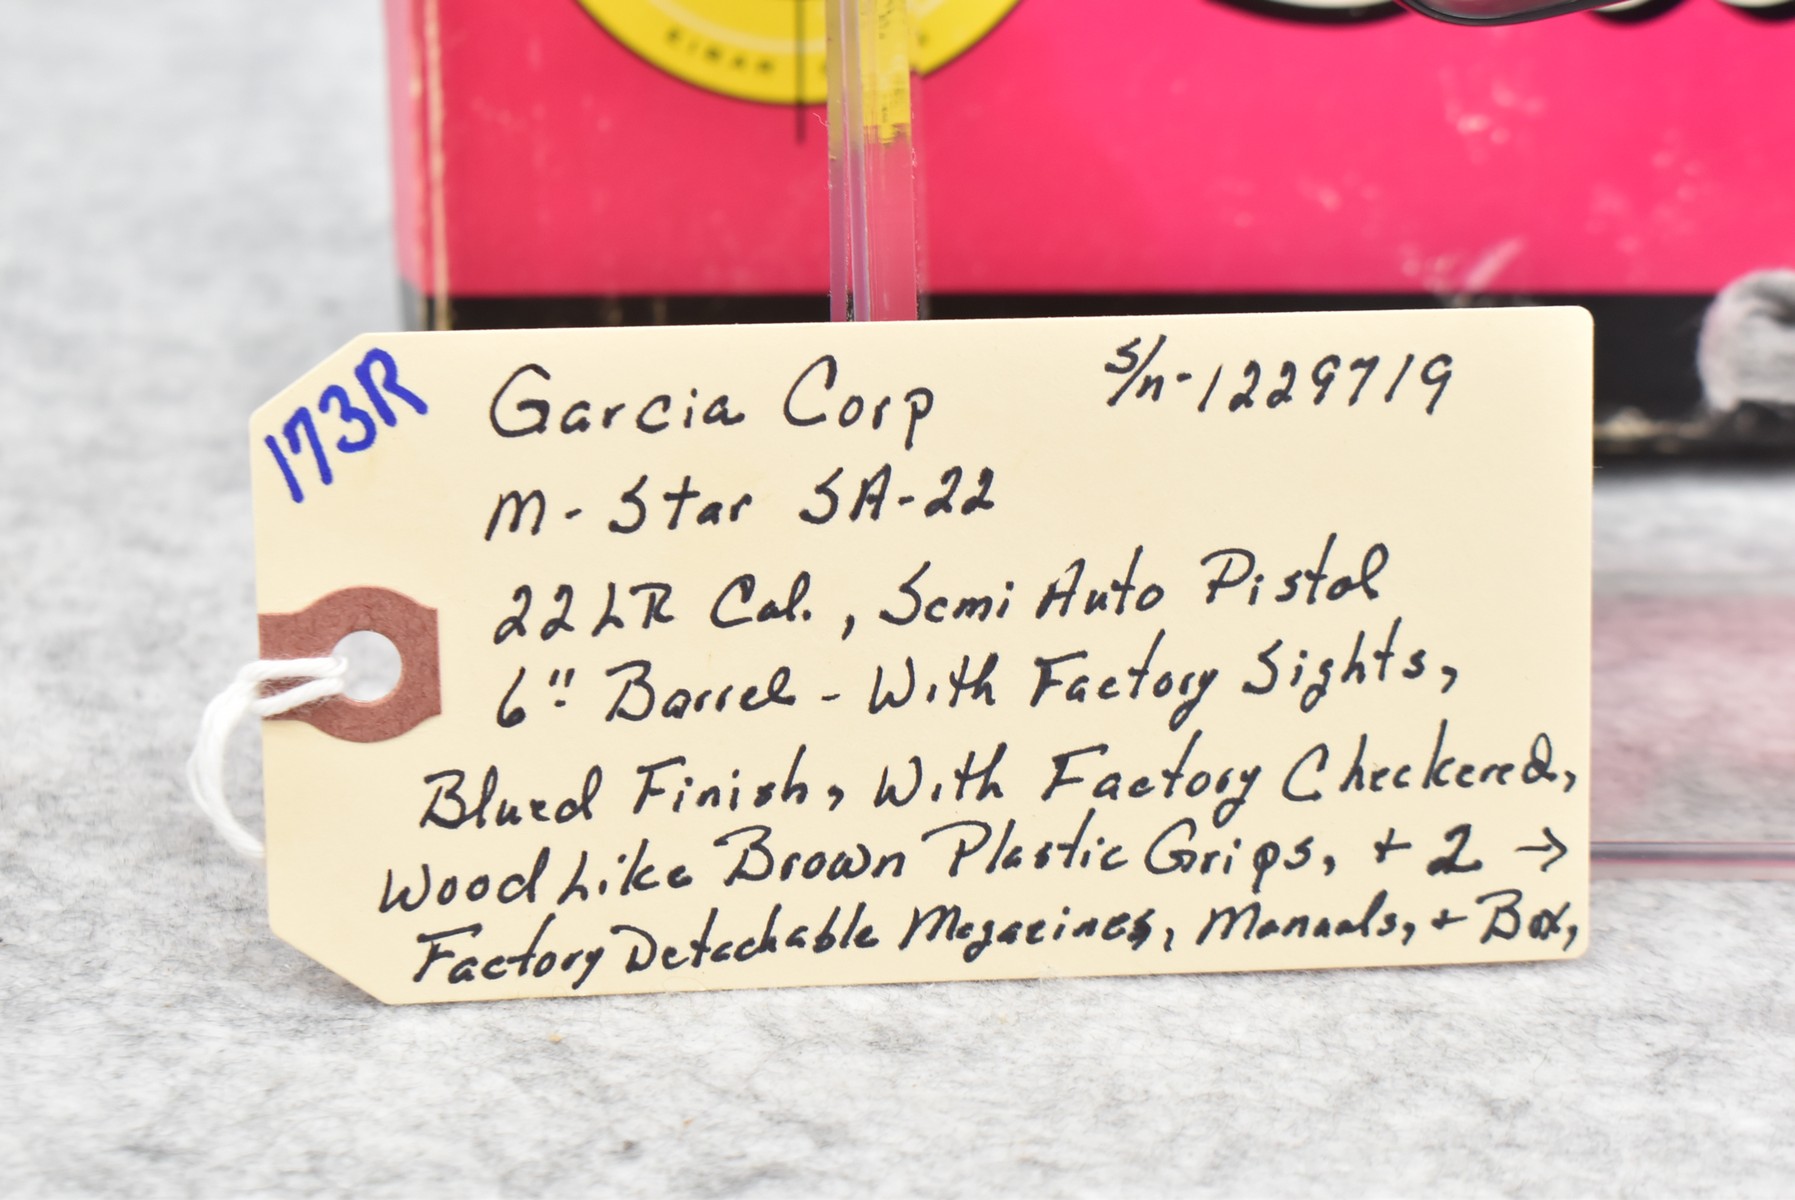 EIBAR
173R
Garcia Corp S/n-1229719
M- Star SA-22
22LR Cal., Semi Auto Pistol
6" Barrel - With Factory Sights,
Blued Finish, With Factory Checkered,
Wood Like Brown Plastic Grips, + 2 →
Factory Detachable Magazines, Manuals, + Box,